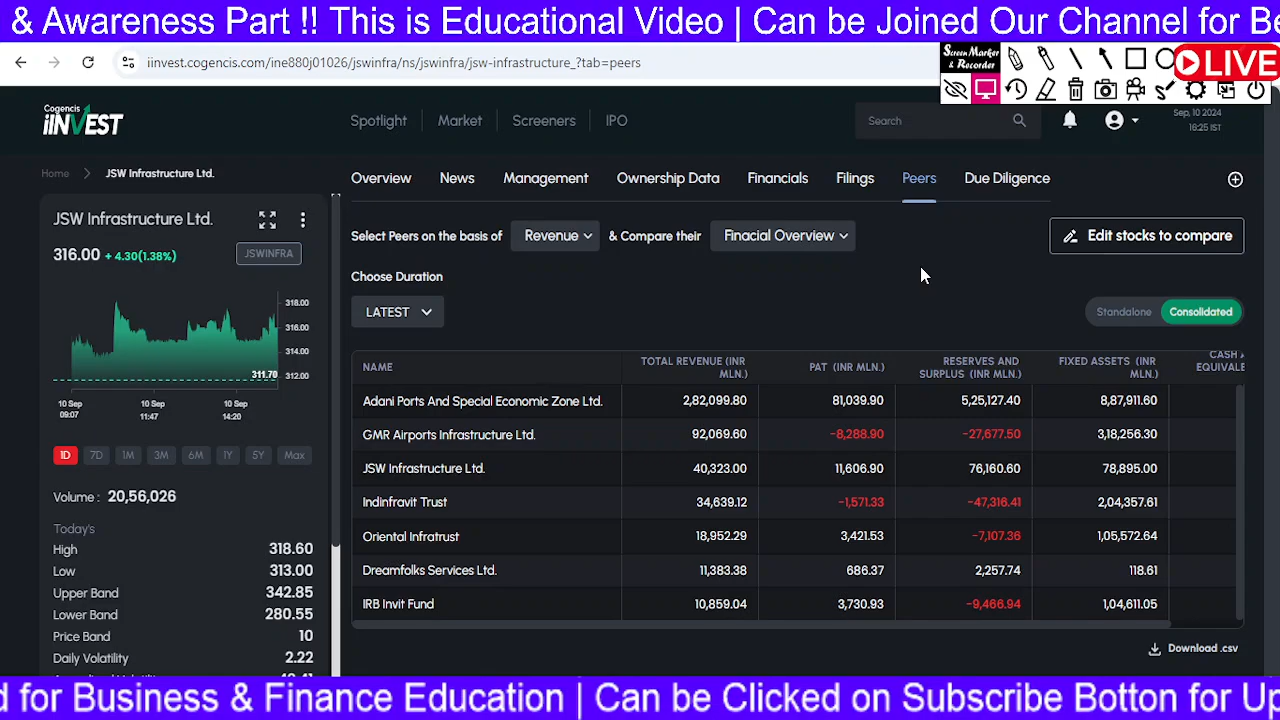 & Awareness Part !! This is Educational Video | Can be Joined Our Channel for Be
iinvest.cogencis.com/ine880j01026/jswinfra/ns/jswinfra/jsw-infrastructure_?tab=peers
Screen Marker
& Recorder
LIVE
Cogencis
iINVEST
Spotlight
Market
Screeners
IPO
Search
Sep, 10 2024
16:25 IST
Home
JSW Infrastructure Ltd.
Overview
News
Management
Ownership Data
Financials
Filings
Peers
Due Diligence
JSW Infrastructure Ltd.
316.00 + 4.30(1.38%)
JSWINFRA
318.00
316.00
314.00
311.70
312.00
10 Sep 10 Sep 10 Sep
09:07 11:47 14:20
1D 7D 1M 3M 6M 1Y 5Y Max
Volume : 20,56,026
Today's
High 318.60
Low 313.00
Upper Band 342.85
Lower Band 280.55
Price Band 10
Daily Volatility 2.22
Select Peers on the basis of Revenue & Compare their Finacial Overview
Edit stocks to compare
Choose Duration
LATEST
Standalone Consolidated
NAME TOTAL REVENUE (INR MLN.) PAT (INR MLN.) RESERVES AND SURPLUS (INR MLN.) FIXED ASSETS (INR MLN.) CASH A EQUIVALE
Adani Ports And Special Economic Zone Ltd. 2,82,099.80 81,039.90 5,25,127.40 8,87,911.60
GMR Airports Infrastructure Ltd. 92,069.60 -8,288.90 -27,677.50 3,18,256.30
JSW Infrastructure Ltd. 40,323.00 11,606.90 76,160.60 78,895.00
Indinfravit Trust 34,639.12 -1,571.33 -47,316.41 2,04,357.61
Oriental Infratrust 18,952.29 3,421.53 -7,107.36 1,05,572.64
Dreamfolks Services Ltd. 11,383.38 686.37 2,257.74 118.61
IRB Invit Fund 10,859.04 3,730.93 -9,466.94 1,04,611.05
Download .csv
d for Business & Finance Education | Can be Clicked on Subscribe Botton for Up